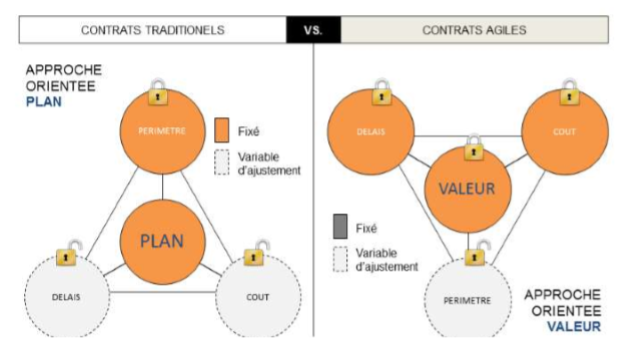 CONTRATS TRADITIONELS
VS.
CONTRATS AGILES
APPROCHE
ORIENTEE
PLAN
PERIMETRE
Fixé
Variable
d'ajustement
PLAN
DELAIS
COUT
DELAIS
COUT
VALEUR
Fixé
Variable
d'ajustement
PERIMETRE
APPROCHE
ORIENTEE
VALEUR